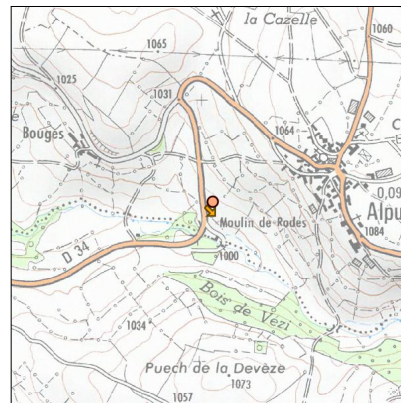 la Cazelle
1065
1060
1025
1031
Bouges
1064
C
0,09
Alpu
Moulin de Rodes
1084
D 34
1000
Bois de Vezi
1034
Puech de la Devèze
1073
1057